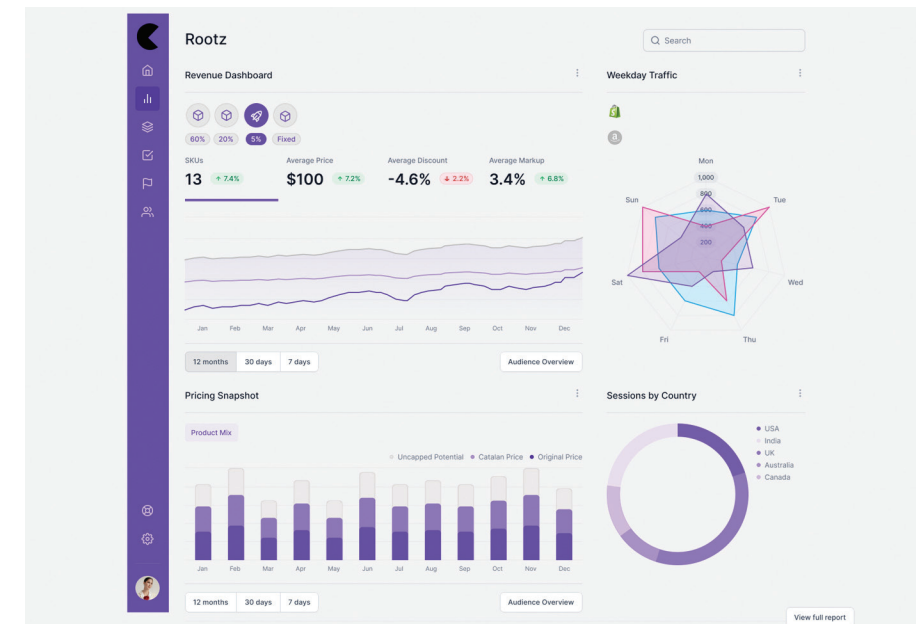 Rootz
Search
Revenue Dashboard
60% 20% 5% Fixed
SKUs
13 ↑ 7.4%
Average Price
$100 ↑ 7.2%
Average Discount
-4.6% ↓ 2.2%
Average Markup
3.4% ↑ 6.8%
Jan Feb Mar Apr May Jun Jul Aug Sep Oct Nov Dec
12 months 30 days 7 days
Audience Overview
Weekday Traffic
a
Mon
1,000
800
600
400
200
Sun
Tue
Sat
Wed
Fri
Thu
Pricing Snapshot
Product Mix
Uncapped Potential Catalan Price Original Price
Jan Feb Mar Apr May Jun Jul Aug Sep Oct Nov Dec
12 months 30 days 7 days
Audience Overview
Sessions by Country
USA
India
UK
Australia
Canada
View full report